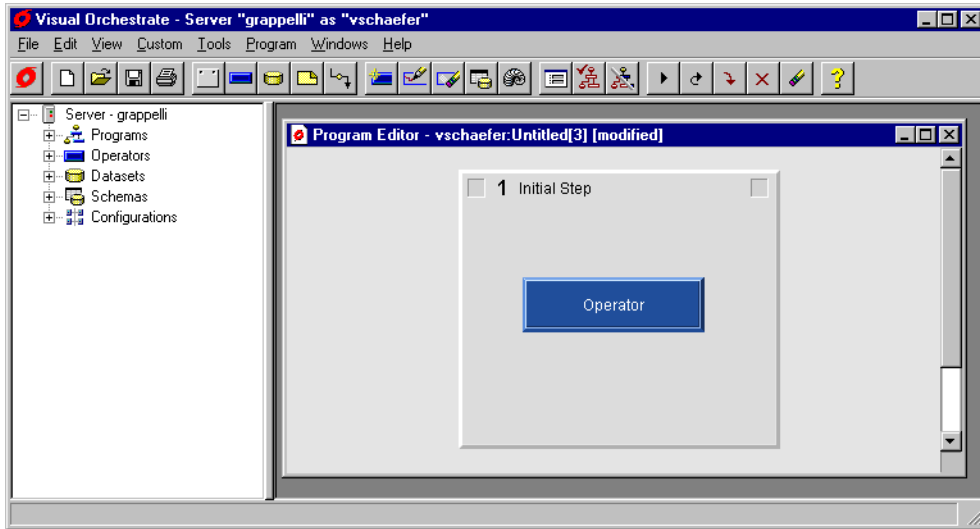 Visual Orchestrate - Server "grappelli" as "vschaefer"
File Edit View Custom Tools Program Windows Help
Server - grappelli
Programs
Operators
Datasets
Schemas
Configurations
Program Editor - vschaefer:Untitled[3] [modified]
1 Initial Step
Operator